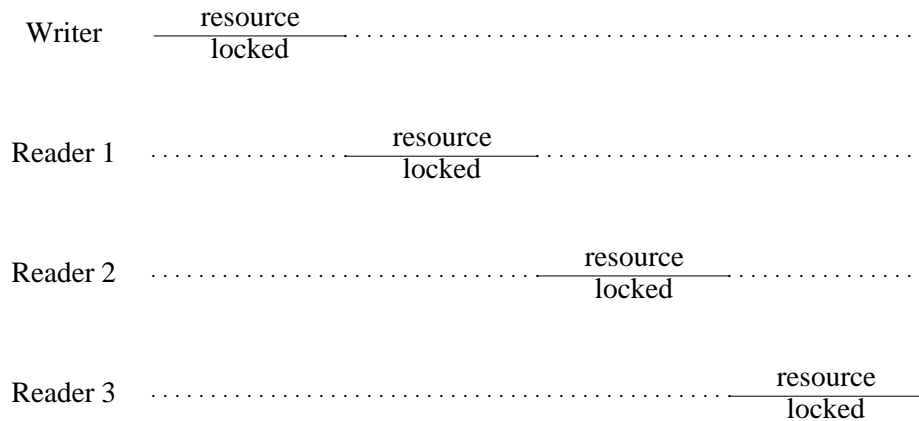 resource
Writer
locked
resource
Reader 1
locked
resource
Reader 2
locked
resource
Reader 3
locked